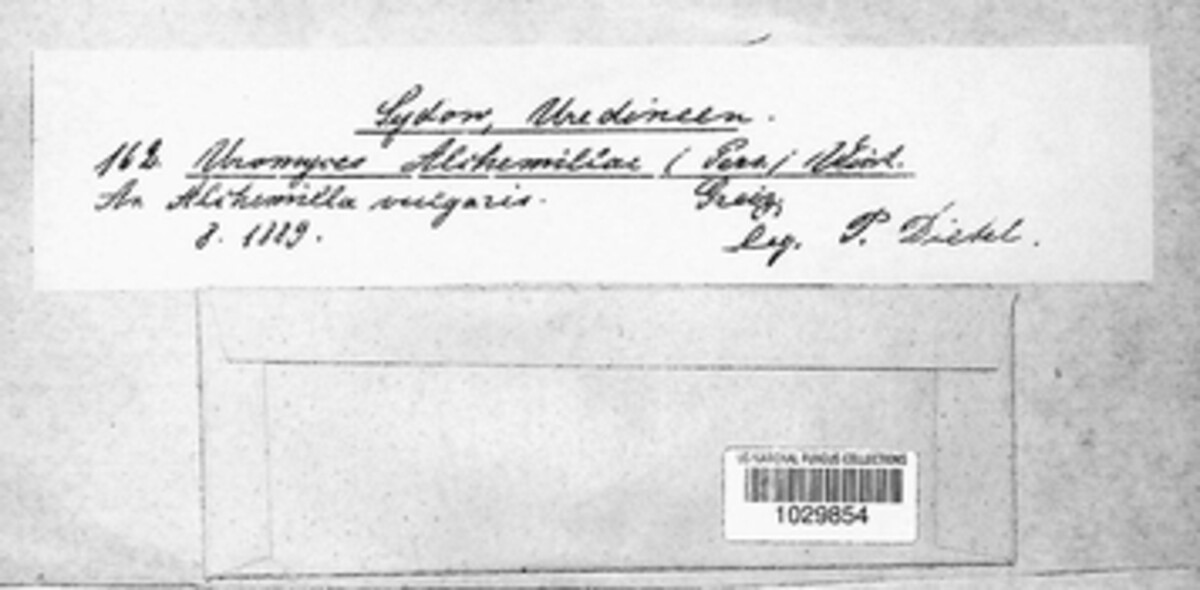 Sydow, Uredineen.
162. Uromyces Alchemillae (Pers.) Wint.
An Alchemilla vulgaris. Greiz,
8. 1889. leg. P. Dietel.
US NATIONAL FUNGUS COLLECTIONS
1029854